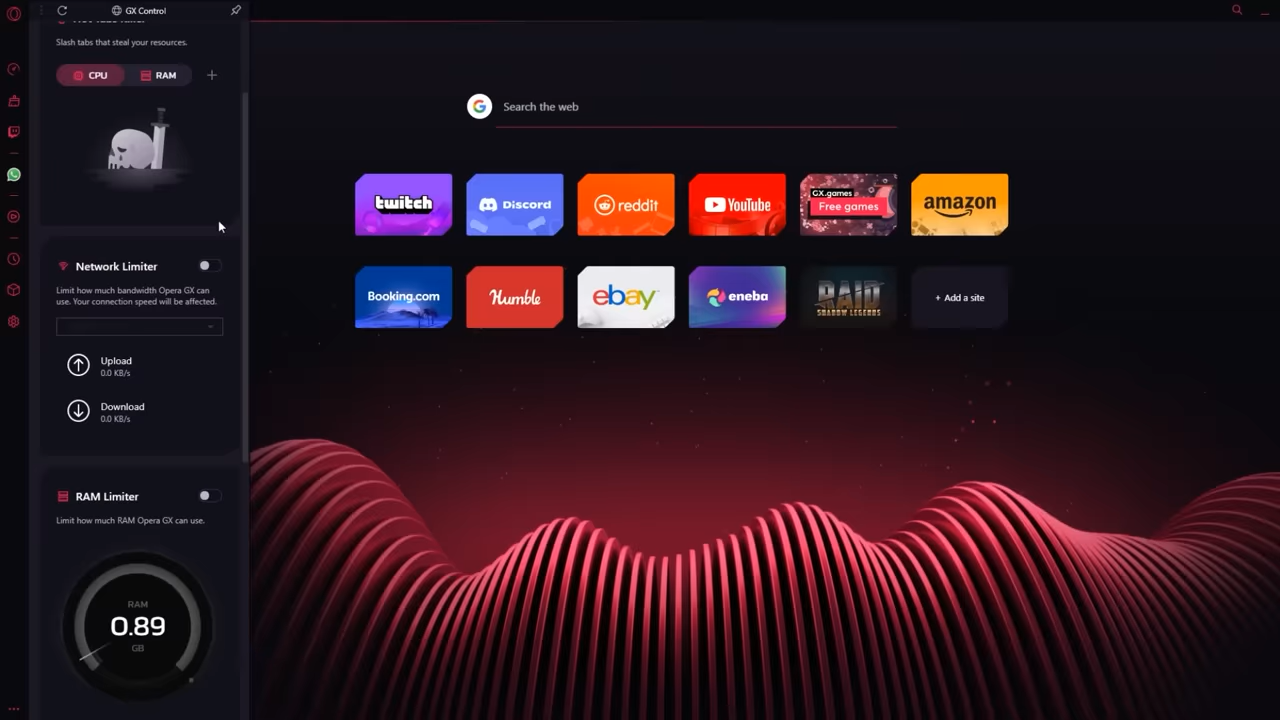 GX Control
Hot Tabs Killer
Slash tabs that steal your resources.
CPU
RAM
Network Limiter
Limit how much bandwidth Opera GX can
use. Your connection speed will be affected.
Upload
0.0 KB/s
Download
0.0 KB/s
RAM Limiter
Limit how much RAM Opera GX can use.
RAM
0.89
GB
Search the web
twitch
Discord
reddit
YouTube
GX.games
Free games
amazon
Booking.com
Humble
ebay
eneba
RAID
SHADOW LEGENDS
+ Add a site